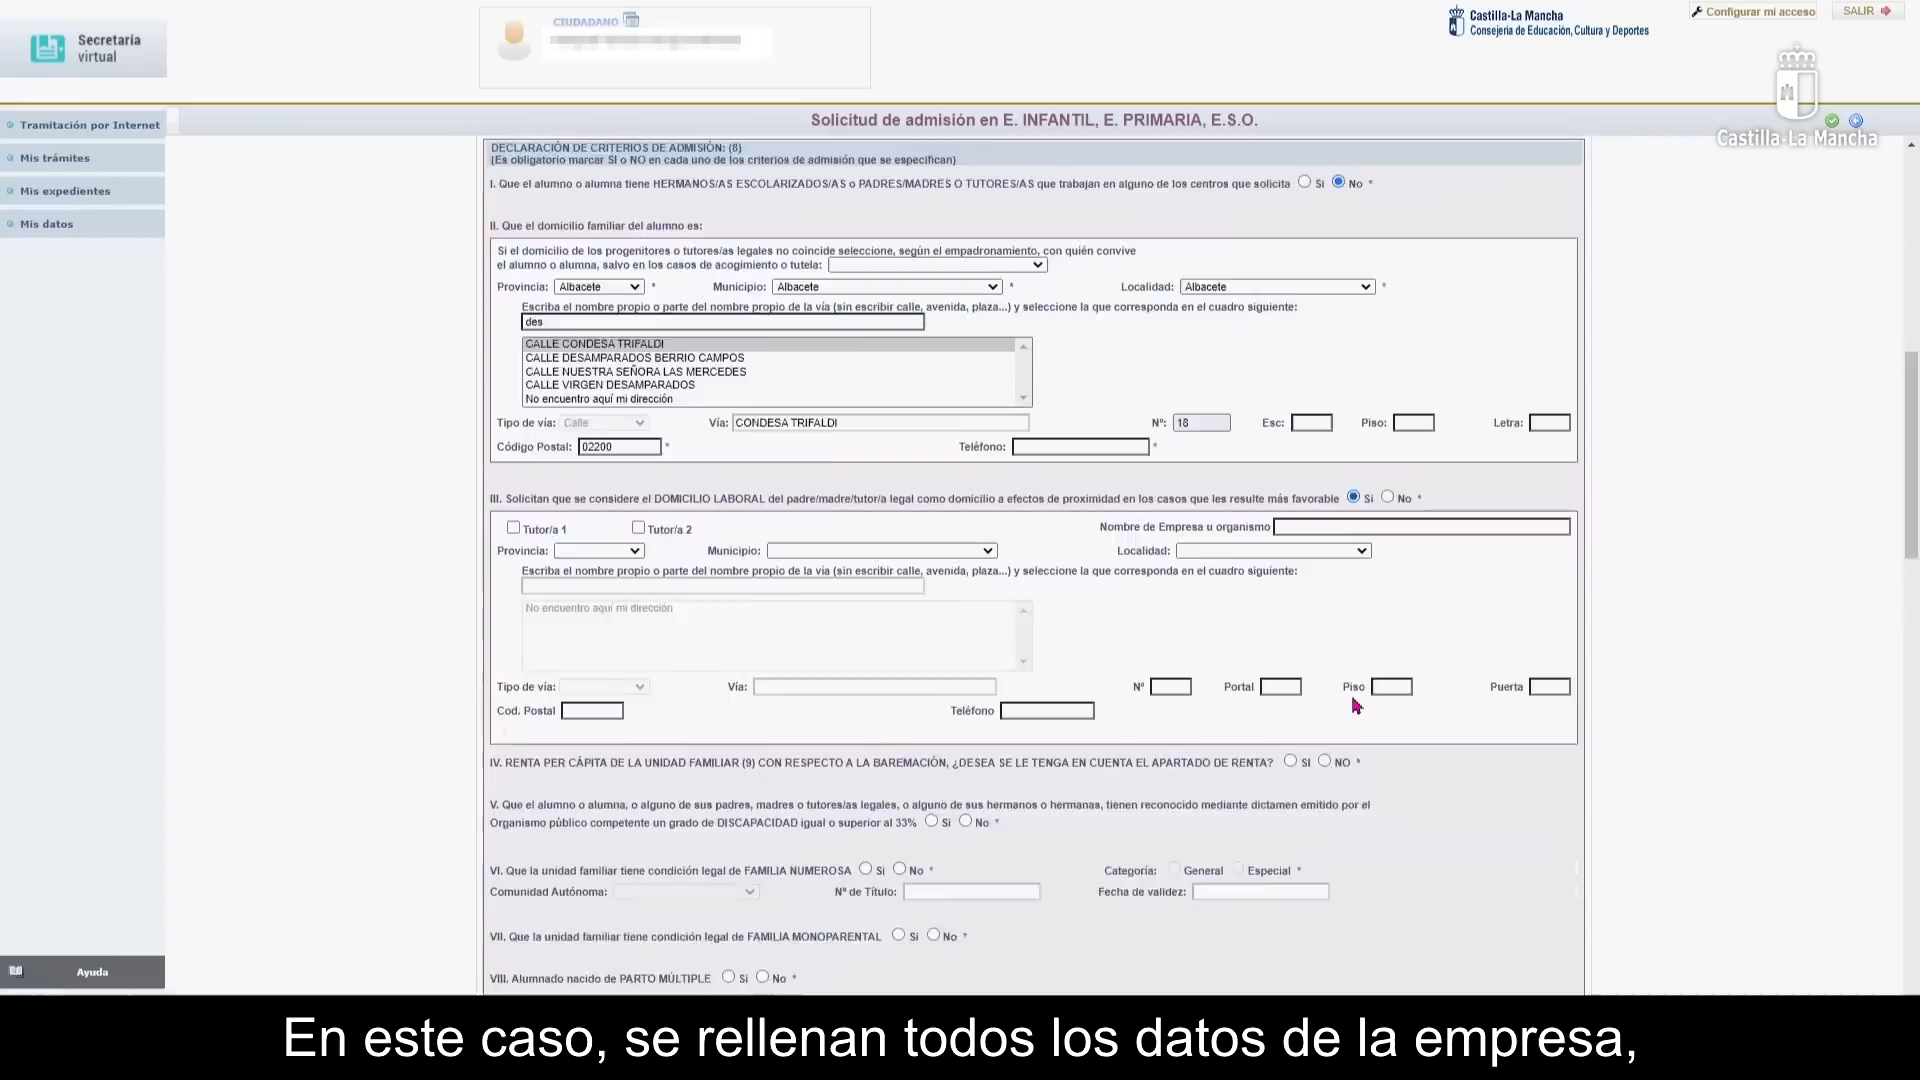 Secretaría
virtual
CIUDADANO
Castilla-La Mancha
Consejería de Educación, Cultura y Deportes
Configurar mi acceso
SALIR
Castilla-La Mancha
Tramitación por Internet
Mis trámites
Mis expedientes
Mis datos
Solicitud de admisión en E. INFANTIL, E. PRIMARIA, E.S.O.
DECLARACIÓN DE CRITERIOS DE ADMISIÓN: (8)
(Es obligatorio marcar SI o NO en cada uno de los criterios de admisión que se especifican)
I. Que el alumno o alumna tiene HERMANOS/AS ESCOLARIZADOS/AS o PADRES/MADRES O TUTORES/AS que trabajan en alguno de los centros que solicita Si No *
II. Que el domicilio familiar del alumno es:
Si el domicilio de los progenitores o tutores/as legales no coincide seleccione, según el empadronamiento, con quién convive
el alumno o alumna, salvo en los casos de acogimiento o tutela:
Provincia: Albacete * Municipio: Albacete * Localidad: Albacete *
Escriba el nombre propio o parte del nombre propio de la vía (sin escribir calle, avenida, plaza...) y seleccione la que corresponda en el cuadro siguiente:
des
CALLE CONDESA TRIFALDI
CALLE DESAMPARADOS BERRIO CAMPOS
CALLE NUESTRA SEÑORA LAS MERCEDES
CALLE VIRGEN DESAMPARADOS
No encuentro aquí mi dirección
Tipo de vía: Calle Vía: CONDESA TRIFALDI Nº: 18 Esc: Piso: Letra:
Código Postal: 02200 * Teléfono: *
III. Solicitan que se considere el DOMICILIO LABORAL del padre/madre/tutor/a legal como domicilio a efectos de proximidad en los casos que les resulte más favorable Si No *
Tutor/a 1 Tutor/a 2 Nombre de Empresa u organismo
Provincia: Municipio: Localidad:
Escriba el nombre propio o parte del nombre propio de la vía (sin escribir calle, avenida, plaza...) y seleccione la que corresponda en el cuadro siguiente:
No encuentro aquí mi dirección
Tipo de vía: Vía: Nº Portal Piso Puerta
Cod. Postal Teléfono
IV. RENTA PER CÁPITA DE LA UNIDAD FAMILIAR (9) CON RESPECTO A LA BAREMACIÓN, ¿DESEA SE LE TENGA EN CUENTA EL APARTADO DE RENTA? SI NO *
V. Que el alumno o alumna, o alguno de sus padres, madres o tutores/as legales, o alguno de sus hermanos o hermanas, tienen reconocido mediante dictamen emitido por el
Organismo público competente un grado de DISCAPACIDAD igual o superior al 33% Si No *
VI. Que la unidad familiar tiene condición legal de FAMILIA NUMEROSA Si No * Categoría: General Especial *
Comunidad Autónoma: Nº de Título: Fecha de validez:
VII. Que la unidad familiar tiene condición legal de FAMILIA MONOPARENTAL Si No *
VIII. Alumnado nacido de PARTO MÚLTIPLE Si No *
Ayuda
En este caso, se rellenan todos los datos de la empresa,